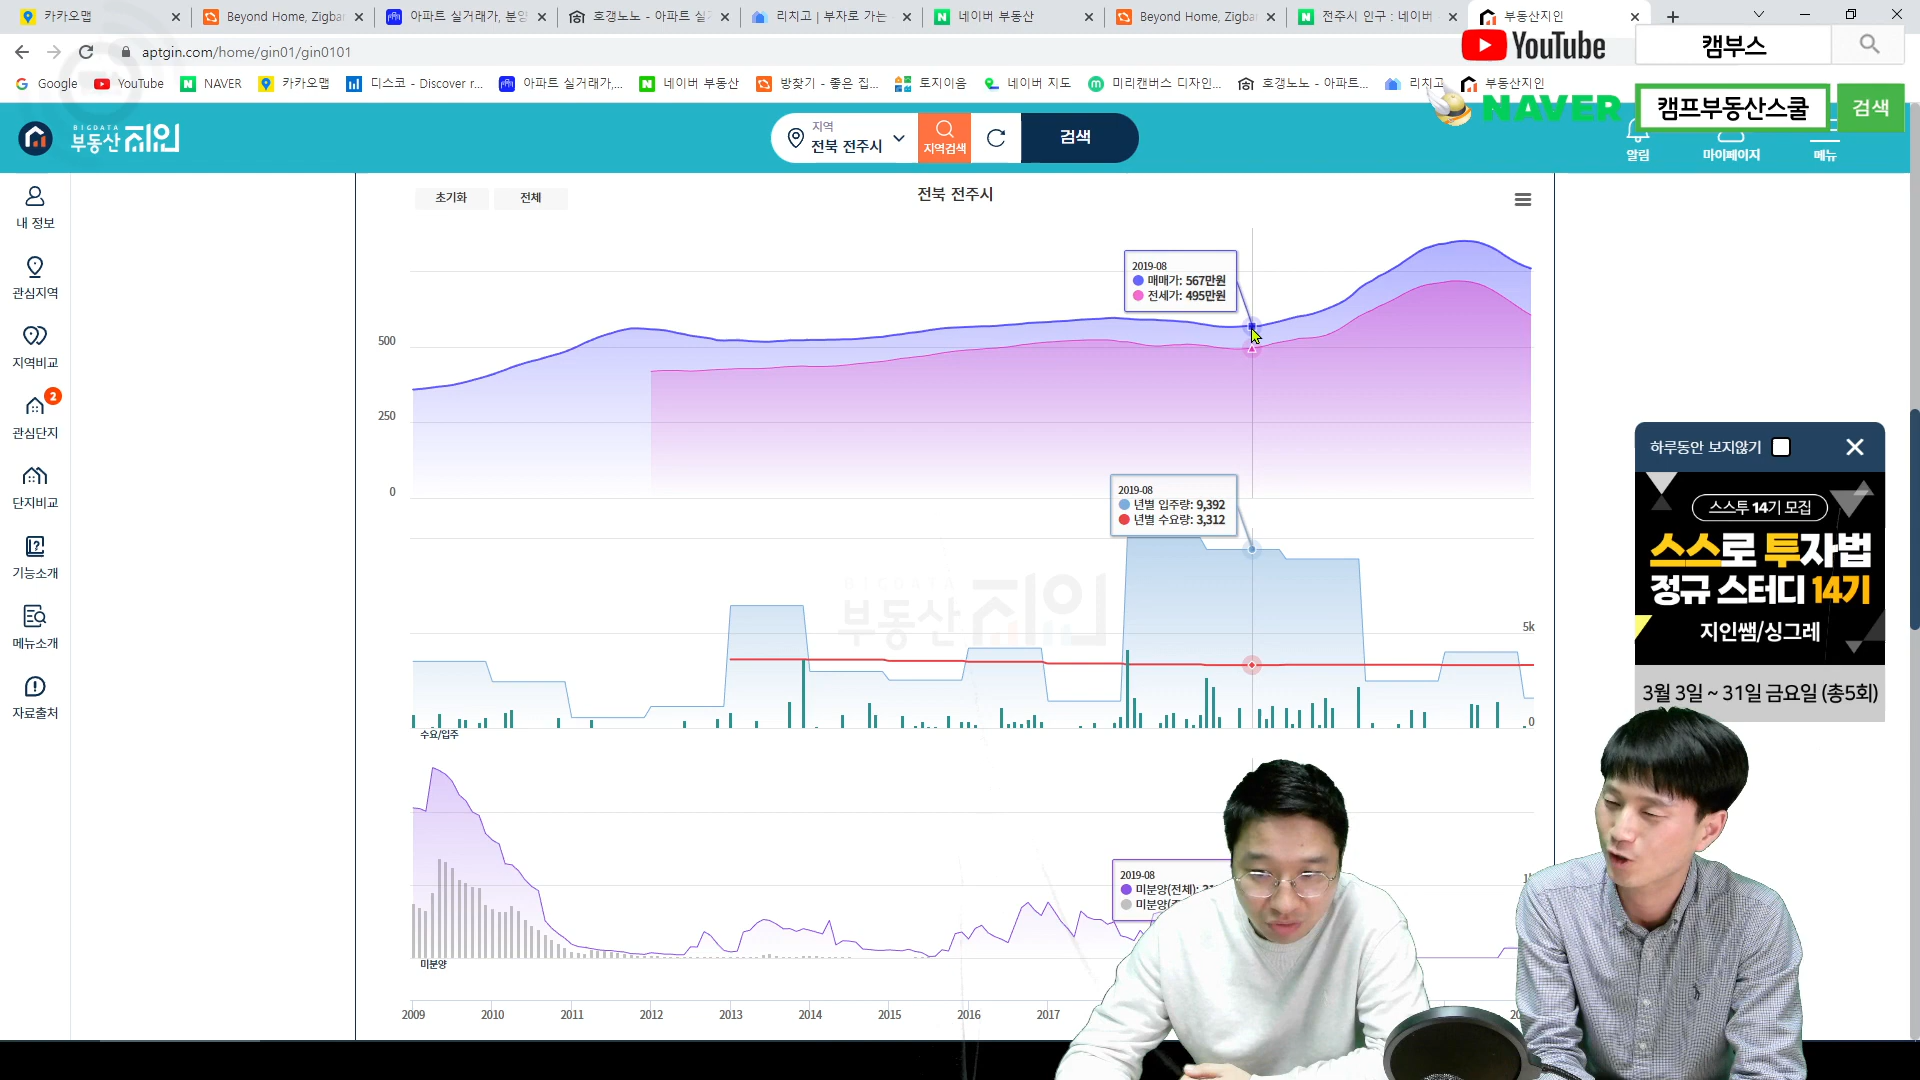 카카오맵
Beyond Home, Zigbar
아파트 실거래가, 분양
호갱노노 - 아파트 실
리치고 | 부자로 가는
네이버 부동산
Beyond Home, Zigba
전주시 인구 : 네이버
부동산지인
aptgin.com/home/gin01/gin0101
YouTube
캠부스
Google
YouTube
NAVER
카카오맵
디스코 - Discover r...
아파트 실거래가,...
네이버 부동산
방찾기 - 좋은 집...
토지이음
네이버 지도
미리캔버스 디자인...
호갱노노 - 아파트...
리치고
부동산지인
NAVER
캠프부동산스쿨
검색
BIGDATA
부동산 지인
지역
전북 전주시
지역검색
검색
알림
마이페이지
메뉴
내 정보
관심지역
지역비교
2
관심단지
단지비교
기능소개
메뉴소개
자료출처
초기화
전체
전북 전주시
2019-08
매매가: 567만원
전세가: 495만원
500
250
0
2019-08
년별 입주량: 9,392
년별 수요량: 3,312
BIGDATA
부동산 지인
5k
0
수요/입주
2019-08
미분양(전체):
미분양
미분양
2009
2010
2011
2012
2013
2014
2015
2016
2017
하루동안 보지않기
스스투 14기 모집
스스로 투자법
정규 스터디 14기
지인쌤/싱그레
3월 3일 ~ 31일 금요일 (총5회)